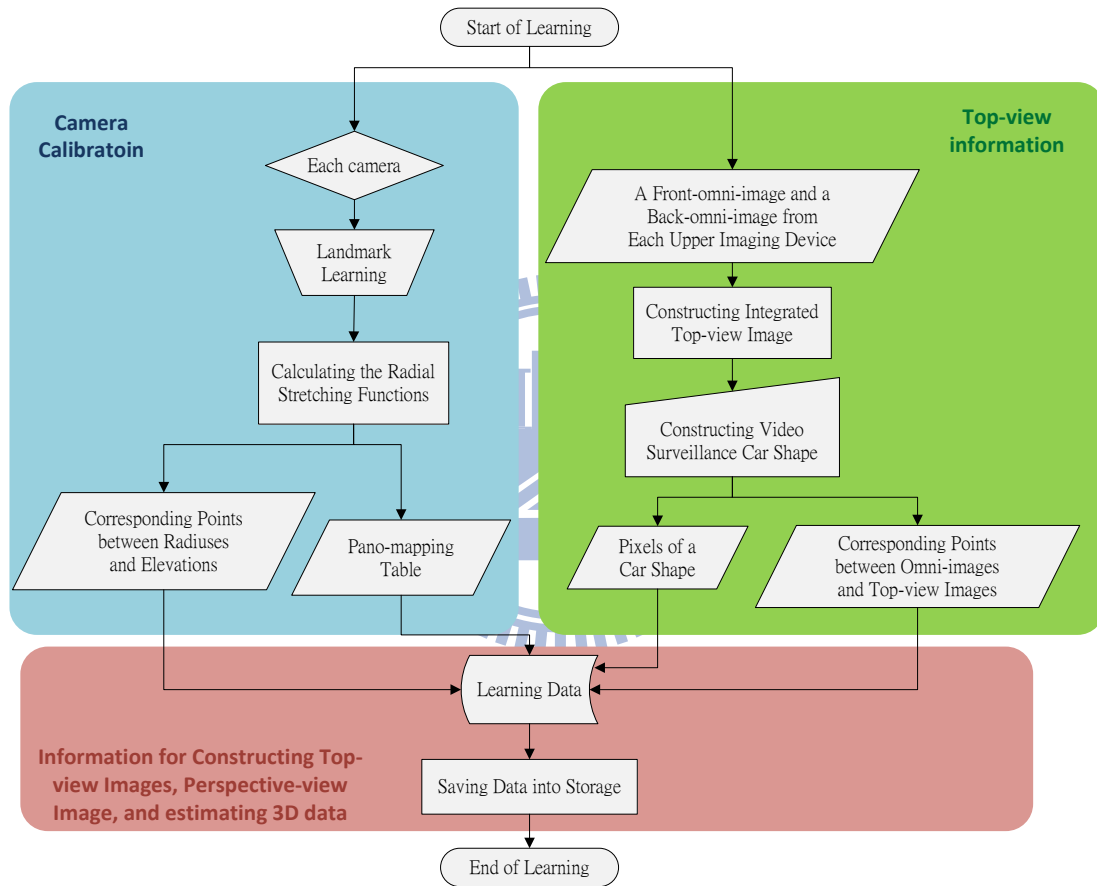 Start of Learning
Camera
Calibratoin
Each camera
Landmark
Learning
Calculating the Radial
Stretching Functions
Corresponding Points
between Radiuses
and Elevations
Pano-mapping
Table
Top-view
information
A Front-omni-image and a
Back-omni-image from
Each Upper Imaging Device
Constructing Integrated
Top-view Image
Constructing Video
Surveillance Car Shape
Pixels of a
Car Shape
Corresponding Points
between Omni-images
and Top-view Images
Learning Data
Information for Constructing Top-
view Images, Perspective-view
Image, and estimating 3D data
Saving Data into Storage
End of Learning